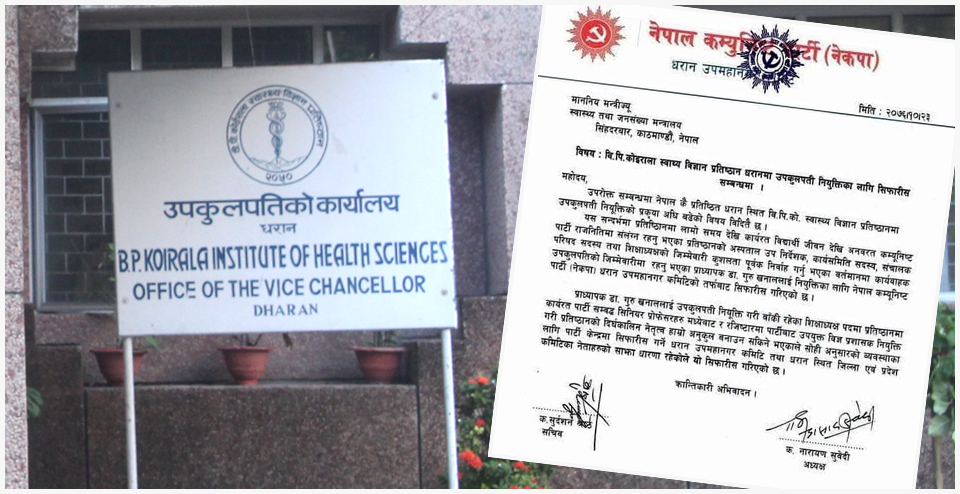 बी.पी. कोइराला स्वास्थ्य विज्ञान प्रतिष्ठान
२०५०
उपकुलपतिको कार्यालय
धरान
B.P. KOIRALA INSTITUTE OF HEALTH SCIENCES
OFFICE OF THE VICE CHANCELLOR
DHARAN
नेपाल कम्युनिष्ट पार्टी (नेकपा)
धरान उपमहानगर
मिति : २०७६।१०।२३
माननिय मन्त्रीज्यू
स्वास्थ्य तथा जनसंख्या मन्त्रालय
सिंहदरवार, काठमाण्डौ, नेपाल
विषय : बि.पि.कोइराला स्वाथ्य विज्ञान प्रतिष्ठान धरानमा उपकुलपती नियुक्तिका लागि सिफारीस
सम्बन्धमा ।
महोदय,
उपरोक्त सम्बन्धमा नेपाल कै प्रतिष्ठित धरान स्थित बि.पि.को. स्वास्थ्य विज्ञान प्रतिष्ठानमा
उपकुलपती नियुक्तिको प्रकृया अघि बढेको विषय विदितै छ ।
यस सन्दर्भमा प्रतिष्ठिानमा लामो समय देखि कार्यरत विद्यार्थी जीवन देखि अनवरत कम्यूनिष्ट
पार्टी राजनितिमा संलग्न रहनु भएका प्रतिष्ठानको अस्पताल उप निर्देशक, कार्यसमिति सदस्य, संचालक
परिषद सदस्य तथा शिक्षाध्यक्षको जिम्मेवारी कुशलता पूर्वक निर्वाह गर्नु भएका वर्तमानमा कार्यवाहक
उपकुलपतिको जिम्मेवारीमा रहनु भएका प्राध्यापक डा. गुरु खनाललाई नियुक्तिका लागि नेपाल कम्यूनिष्ट
पार्टी (नेकपा) धरान उपमहानगर कमिटिको तर्फबाट सिफारीस गरिएको छ ।
प्राध्यापक डा. गुरु खनाललाई उपकुलपती नियुक्ति गरी बाँकी रहेका शिक्षाध्यक्ष पदमा प्रतिष्ठानमा
कार्यरत पार्टी सम्वद्ध सिनियर प्रोफेसरहरु मध्येबाट र रजिष्टारमा पार्टीबाट उपयुक्त विज्ञ प्रशासक नियुक्ति
गरी प्रतिष्ठानको दिर्घकालिन नेतृत्व हाम्रो अनुकूल बनाउन सकिने भएकाले सोही अनुसारको व्यवस्थाका
लागि पार्टी केन्द्रमा सिफारिस गर्ने धरान उपमहानगर कमिटि तथा धरान स्थित जिल्ला एवं प्रदेश
कमिटिका नेताहरुको साझा धारणा रहेकोले यो सिफारीस गरिएको छ ।
क्रान्तिकारी अभिवादन ।
क.सुर्दशन
सचिव
क. नारायण सुवेदी
अध्यक्ष